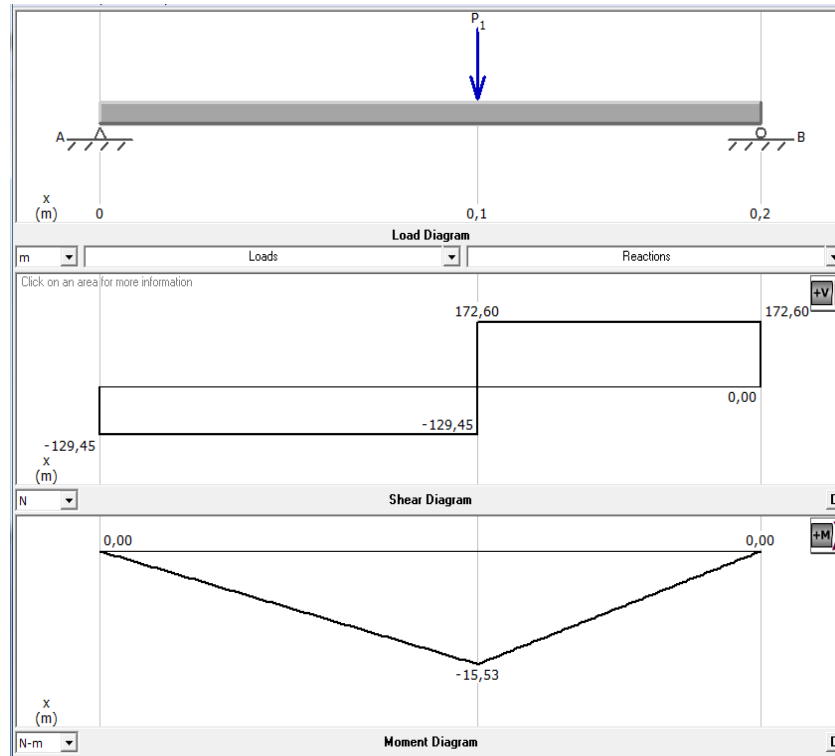 P1
A
B
x
(m)
0
0,1
0,2
Load Diagram
m
Loads
Reactions
Click on an area for more information
+V
172,60
172,60
0,00
-129,45
-129,45
x
(m)
N
Shear Diagram
+M
0,00
0,00
-15,53
x
(m)
N-m
Moment Diagram